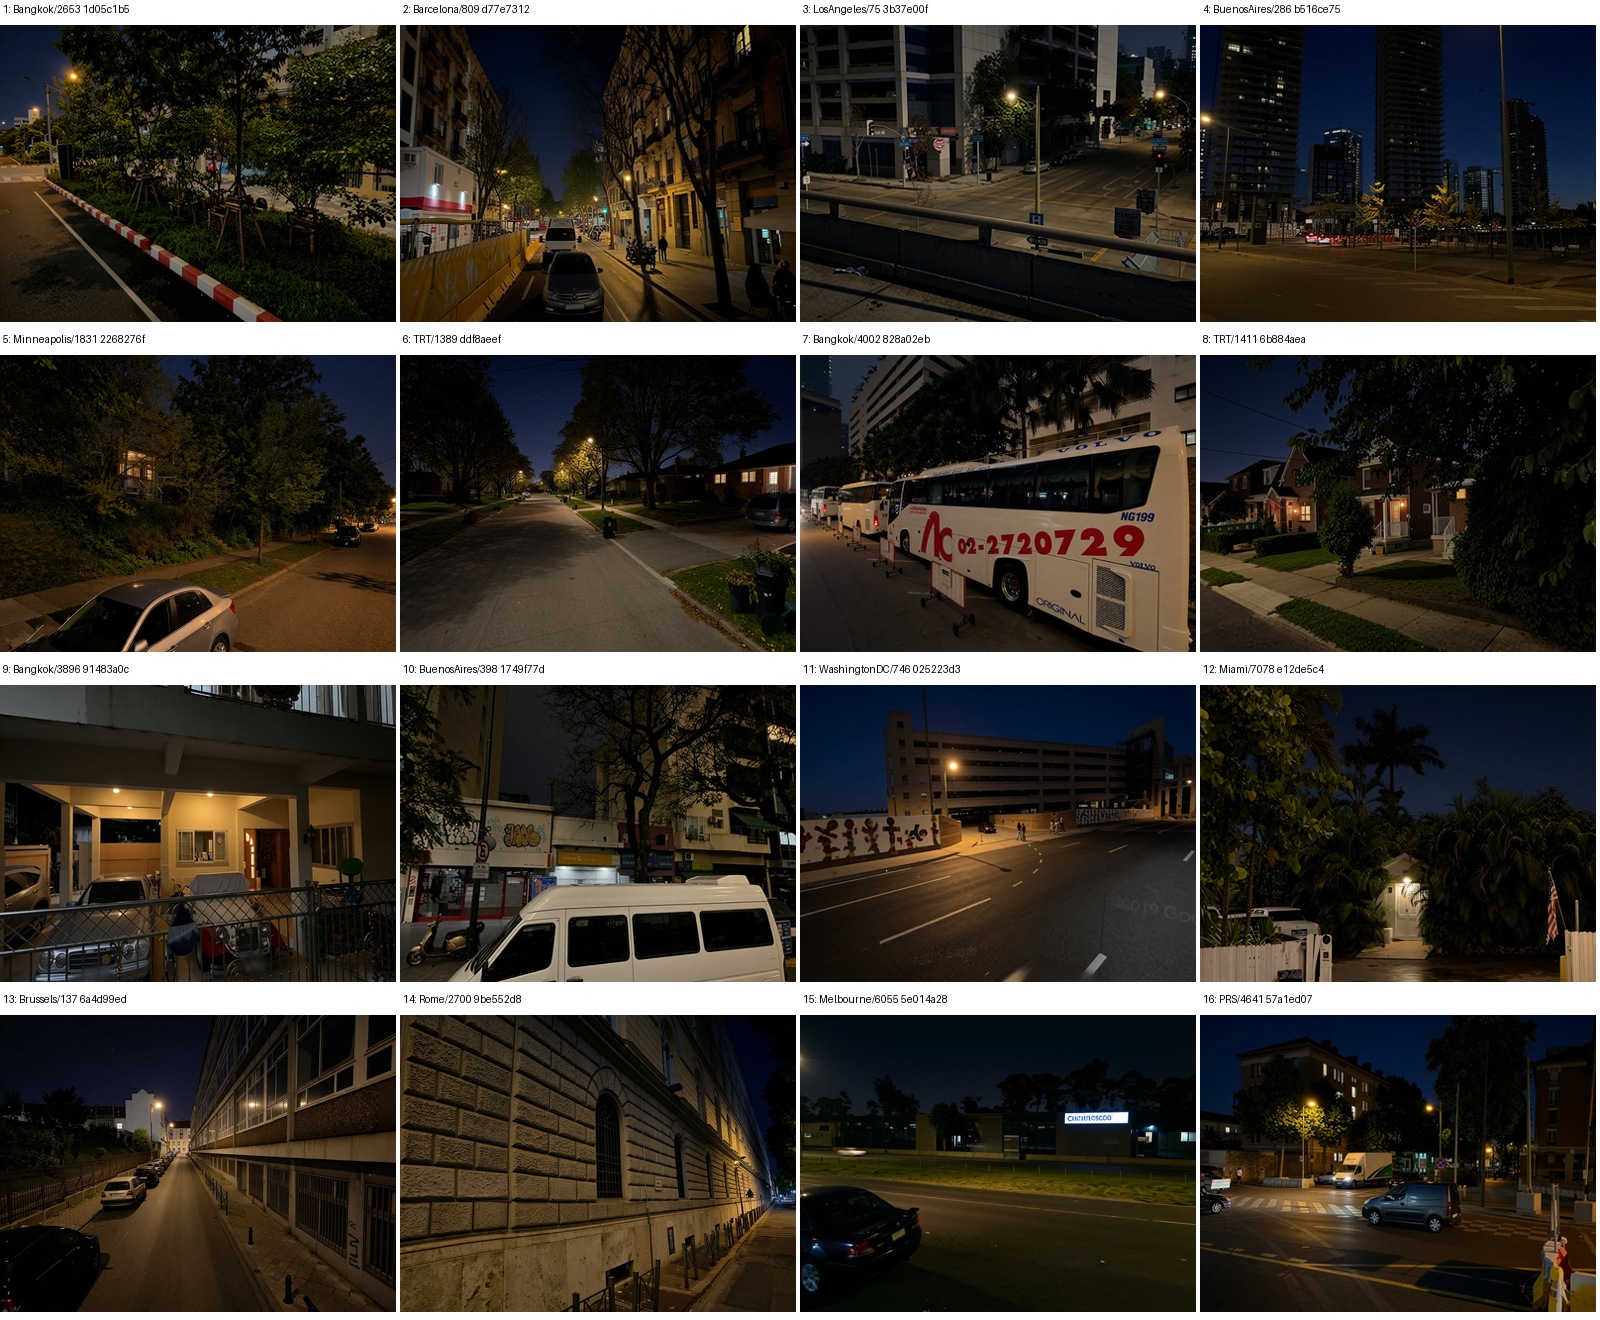 1: Bangkok/2653 1d05c1b5
2: Barcelona/809 d77e7312
3: LosAngeles/75 3b37e00f
4: BuenosAires/286 b516ce75
5: Minneapolis/1831 2268276f
6: TRT/1389 ddf8aeef
7: Bangkok/4002 828a02eb
VOLVO
NG199
AC 02-2720729
VOLVO
ORIGINAL
8: TRT/1411 6b884aea
9: Bangkok/3896 91483a0c
10: BuenosAires/398 1749f77d
11: WashingtonDC/746 025223d3
12: Miami/7078 e12de5c4
13: Brussels/137 6a4d99ed
14: Rome/2700 9be552d8
15: Melbourne/6055 5e014a28
16: PRS/4641 57a1ed07